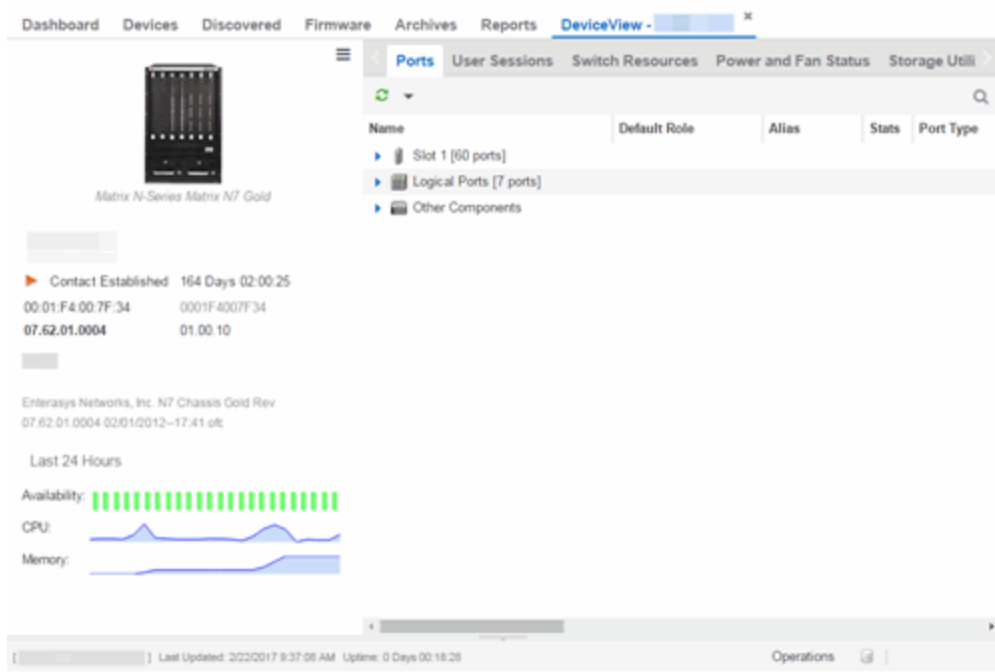 Dashboard Devices Discovered Firmware Archives Reports DeviceView - ×
Ports User Sessions Switch Resources Power and Fan Status Storage Utili
Name Default Role Alias Stats Port Type
Slot 1 [60 ports]
Logical Ports [7 ports]
Other Components
Matrix N-Series Matrix N7 Gold
Contact Established 164 Days 02:00:25
00:01:F4:00:7F:34 0001F4007F34
07.62.01.0004 01.00.10
Enterasys Networks, Inc. N7 Chassis Gold Rev
07.62.01.0004 02/01/2012--17:41 ofc
Last 24 Hours
Availability:
CPU:
Memory:
[ ] Last Updated: 2/22/2017 9:37:08 AM Uptime: 0 Days 00:18:28 Operations